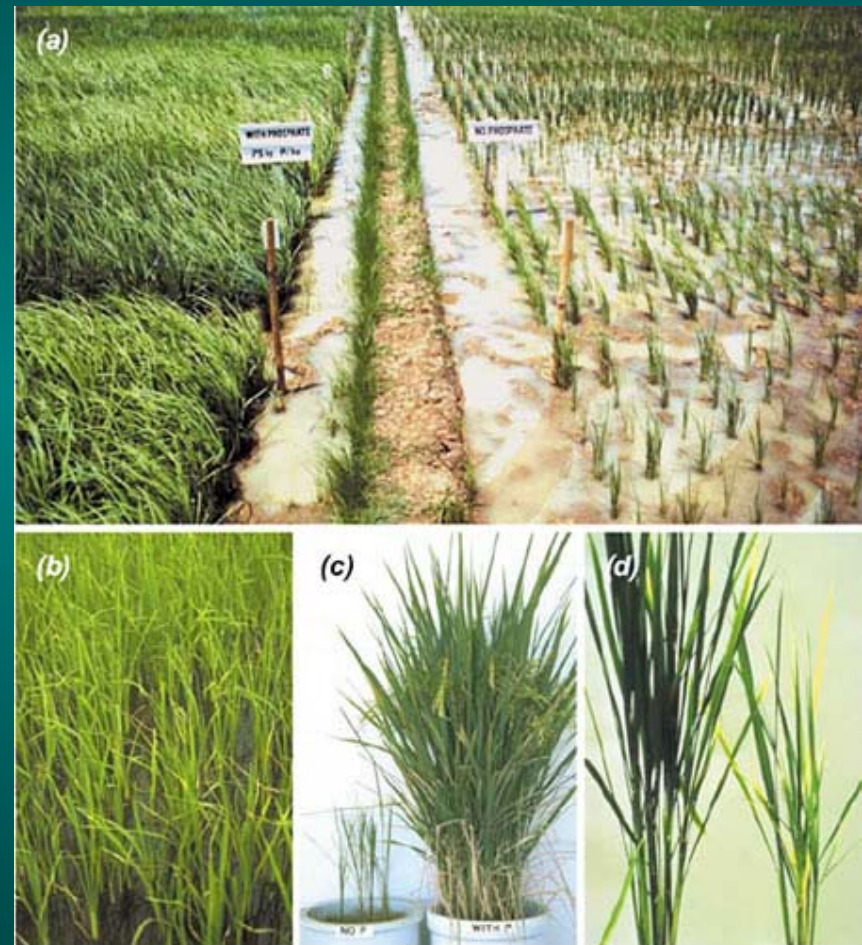 (a)
WITH PHOSPHATE
NO PHOSPHATE
(b)
(c)
(d)
NO P
WITH P